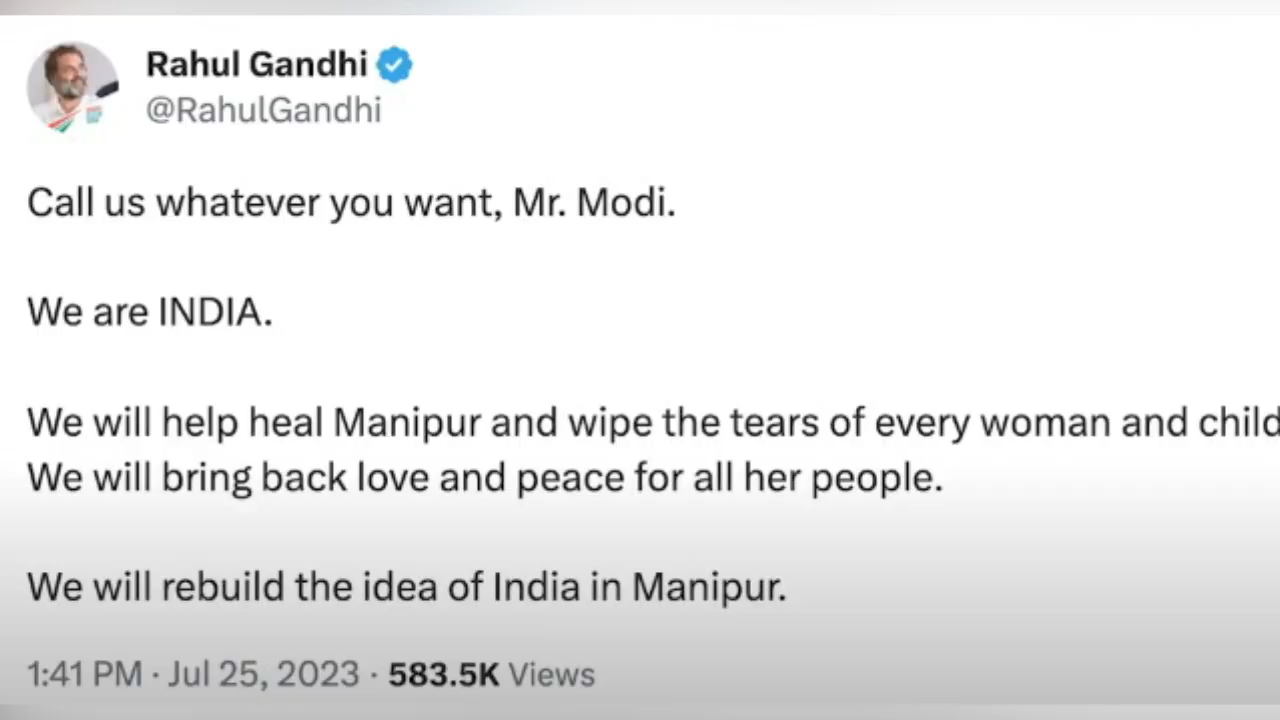 Rahul Gandhi
@RahulGandhi
Call us whatever you want, Mr. Modi.
We are INDIA.
We will help heal Manipur and wipe the tears of every woman and child
We will bring back love and peace for all her people.
We will rebuild the idea of India in Manipur.
1:41 PM · Jul 25, 2023 · 583.5K Views